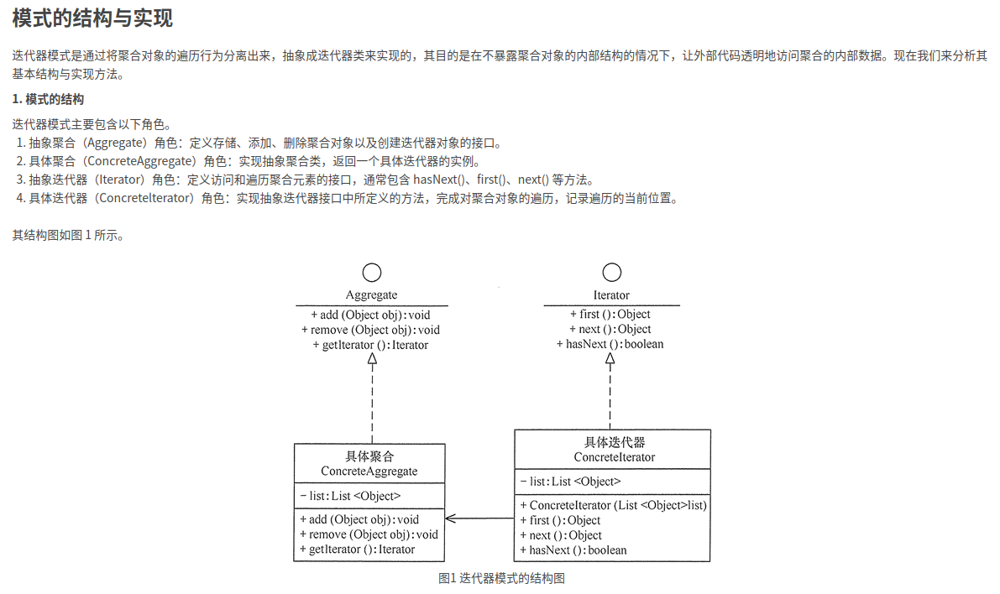 模式的结构与实现
迭代器模式是通过将聚合对象的遍历行为分离出来，抽象成迭代器类来实现的，其目的是在不暴露聚合对象的内部结构的情况下，让外部代码透明地访问聚合的内部数据。现在我们来分析其
基本结构与实现方法。
1. 模式的结构
迭代器模式主要包含以下角色。
1. 抽象聚合（Aggregate）角色：定义存储、添加、删除聚合对象以及创建迭代器对象的接口。
2. 具体聚合（ConcreteAggregate）角色：实现抽象聚合类，返回一个具体迭代器的实例。
3. 抽象迭代器（Iterator）角色：定义访问和遍历聚合元素的接口，通常包含 hasNext()、first()、next() 等方法。
4. 具体迭代器（Concretelterator）角色：实现抽象迭代器接口中所定义的方法，完成对聚合对象的遍历，记录遍历的当前位置。
其结构图如图 1 所示。
Aggregate
+ add (Object obj):void
+ remove (Object obj):void
+ getIterator ():Iterator
Iterator
+ first ():Object
+ next ():Object
+ hasNext ():boolean
具体聚合
ConcreteAggregate
− list:List <Object>
+ add (Object obj):void
+ remove (Object obj):void
+ getIterator ():Iterator
具体迭代器
ConcreteIterator
− list:List <Object>
+ ConcreteIterator (List <Object>list)
+ first ():Object
+ next ():Object
+ hasNext ():boolean
图1 迭代器模式的结构图